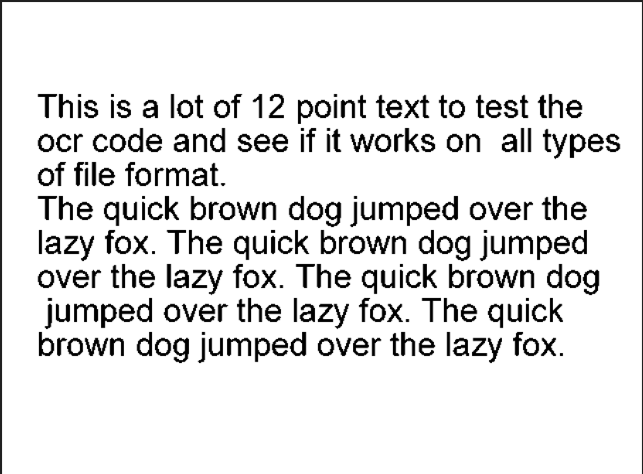 This is a lot of 12 point text to test the
ocr code and see if it works on  all types
of file format.
The quick brown dog jumped over the
lazy fox. The quick brown dog jumped
over the lazy fox. The quick brown dog
 jumped over the lazy fox. The quick
brown dog jumped over the lazy fox.